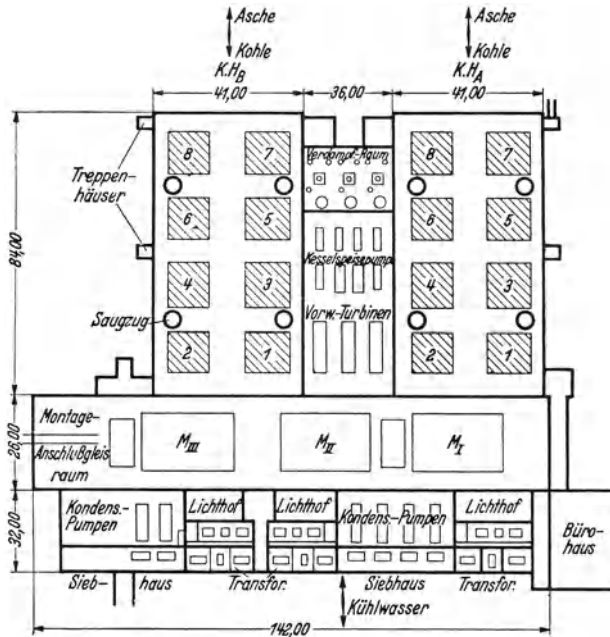 Asche
Asche
Kohle
Kohle
K.H_B
K.H_A
41,00
36,00
41,00
8
7
Verdampf-Raum
8
7
Treppen-
häuser
6
5
6
5
84,00
Kesselspeisepump.
4
3
4
3
Saugzug
Vorw.-Turbinen
2
1
2
1
26,00
Montage-
Anschlußgleis
raum
M_III
M_II
M_I
32,00
Kondens.-
Pumpen
Lichthof
Lichthof
Kondens.-Pumpen
Lichthof
Büro-
haus
Sieb-
haus
Transfor.
Siebhaus
Transfor.
Kühlwasser
142,00